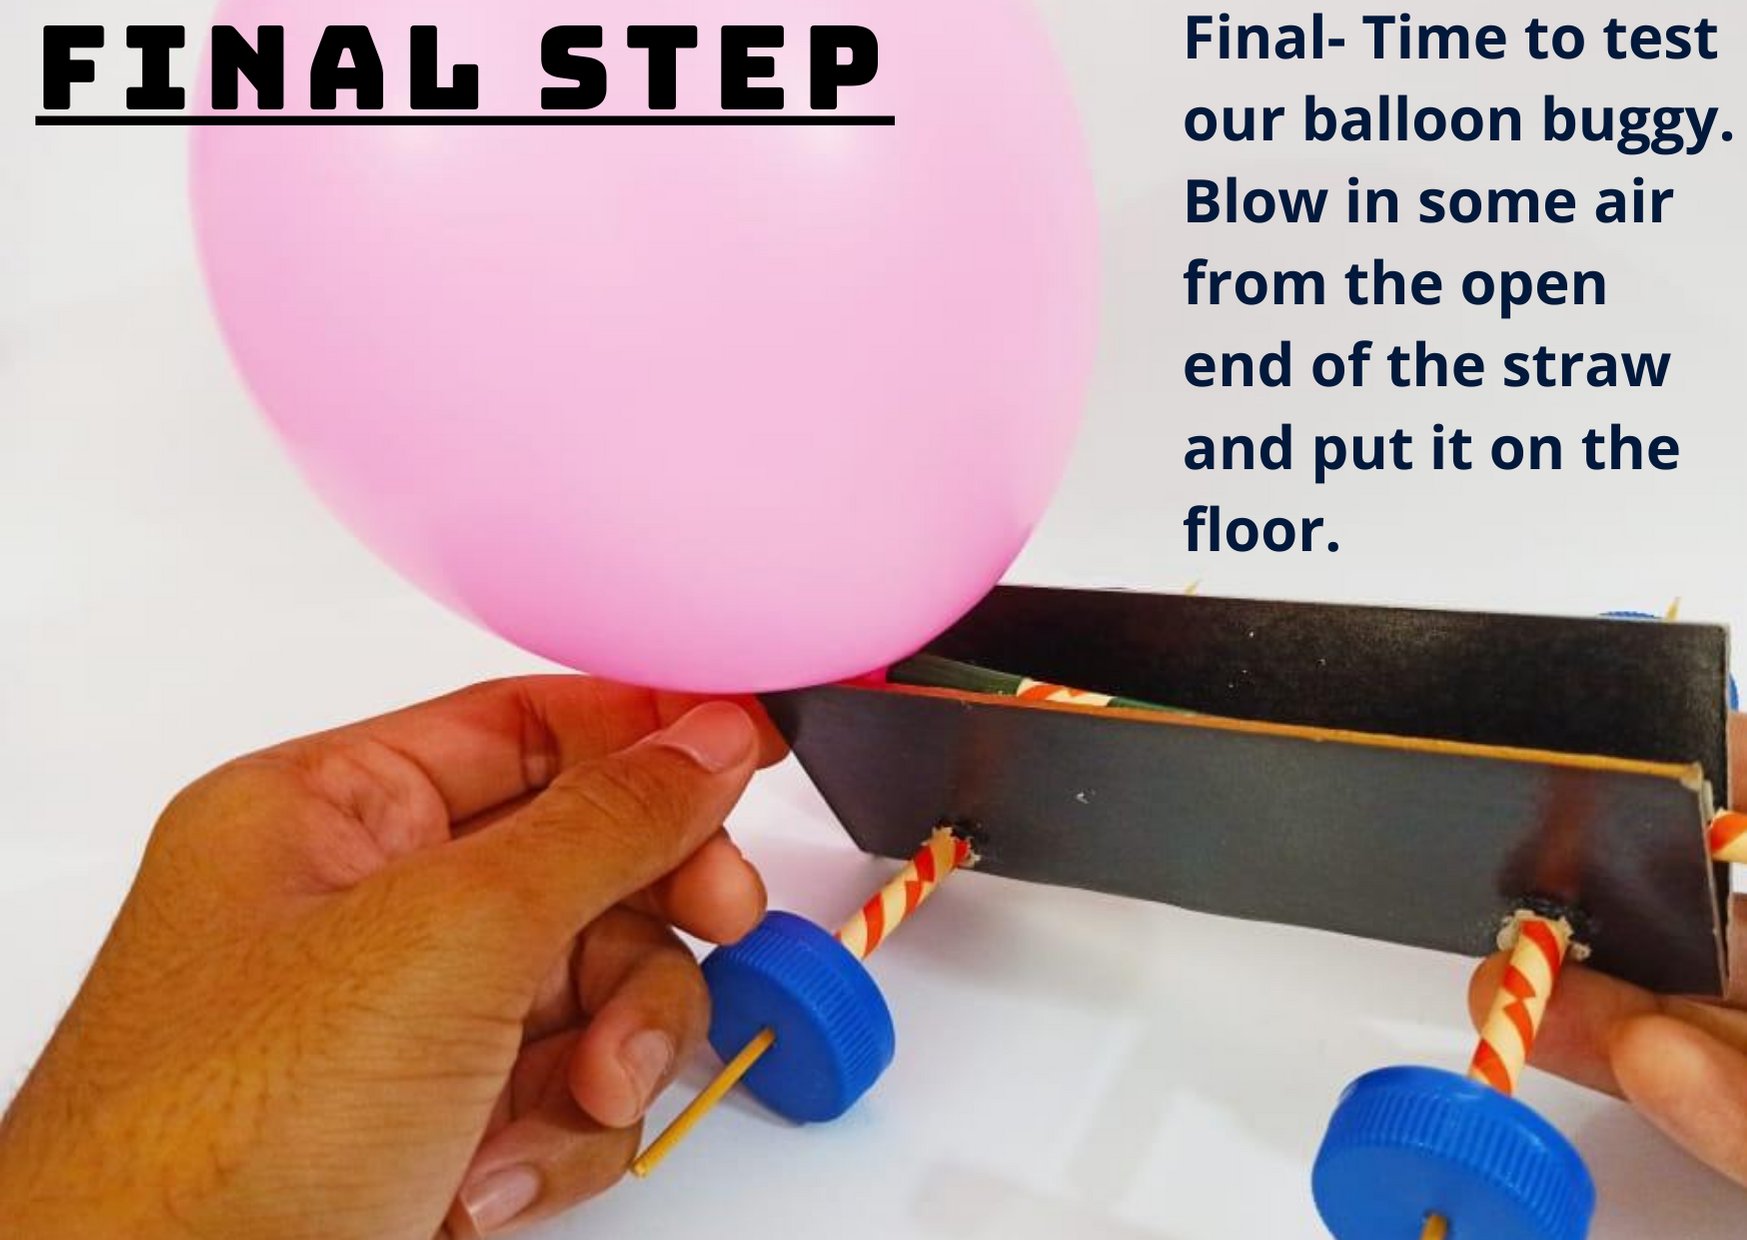 FINAL STEP
Final- Time to test
our balloon buggy.
Blow in some air
from the open
end of the straw
and put it on the
floor.